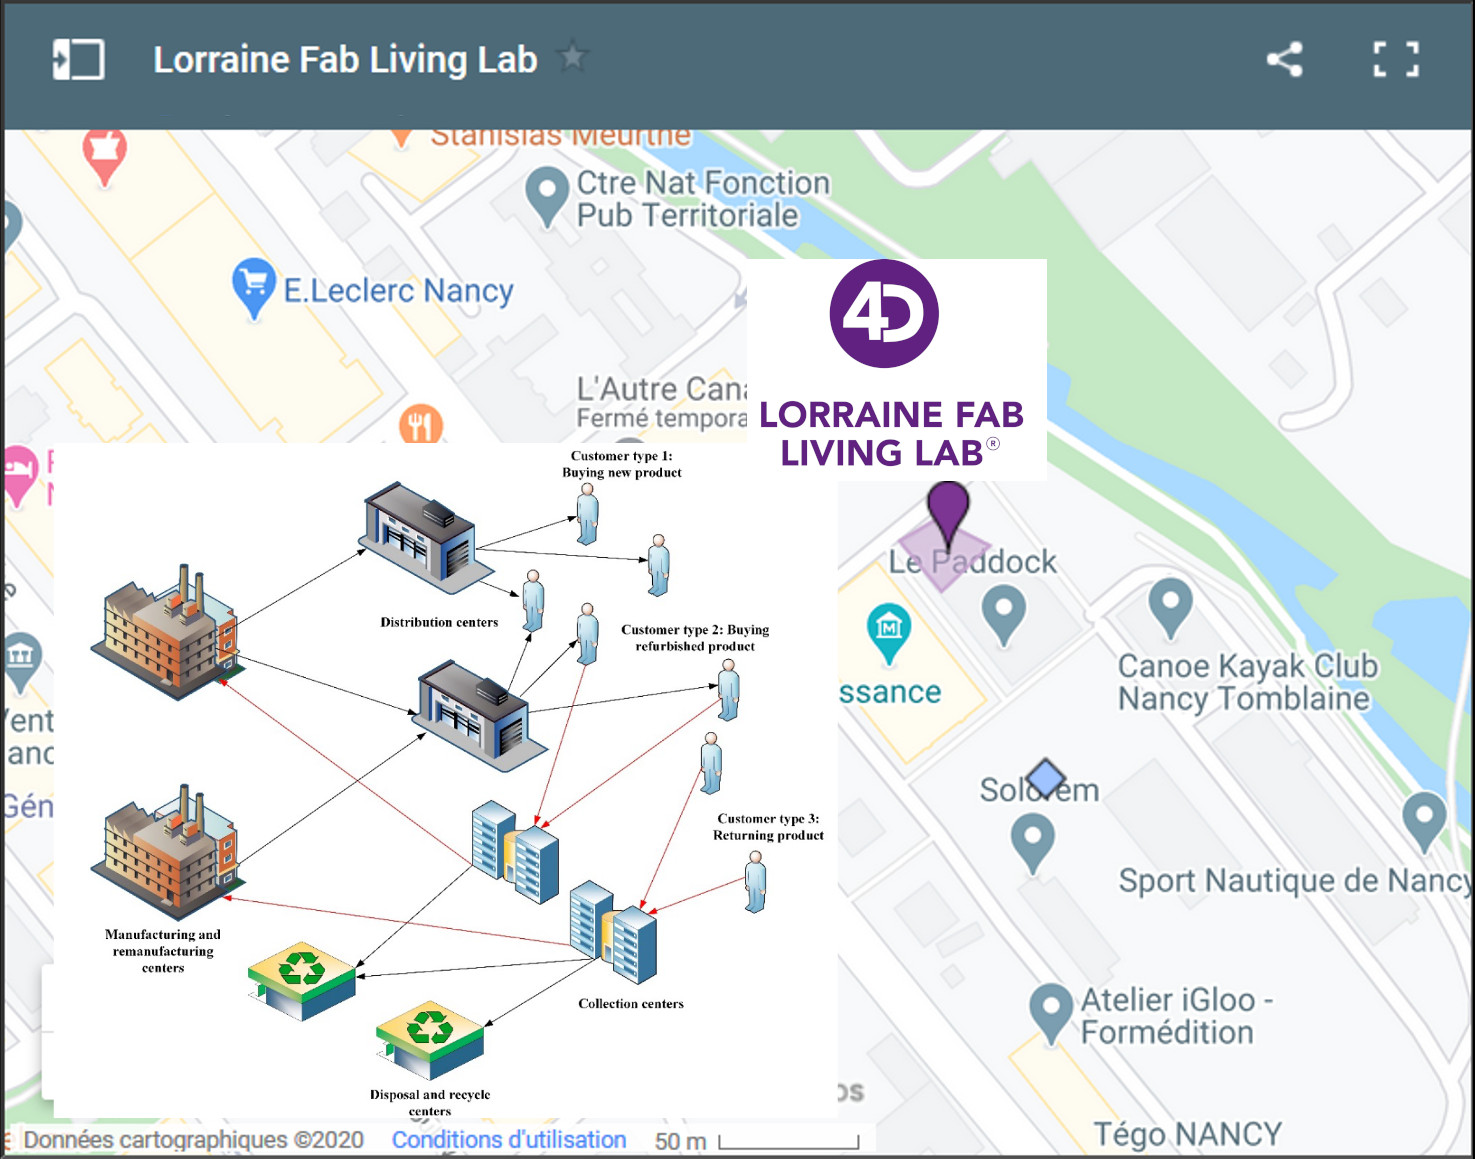 Lorraine Fab Living Lab
Stanislas Meurthe
Ctre Nat Fonction
Pub Territoriale
E.Leclerc Nancy
4D
LORRAINE FAB
LIVING LAB®
L'Autre Cana
Fermé tempora
Customer type 1:
Buying new product
Distribution centers
Customer type 2: Buying
refurbished product
Customer type 3:
Returning product
Manufacturing and
remanufacturing
centers
Collection centers
Disposal and recycle
centers
Le Paddock
M
ssance
Canoe Kayak Club
Nancy Tomblaine
Solorem
Sport Nautique de Nancy
Atelier iGloo -
Formédition
Tégo NANCY
Vent
anc
Gén
os
Données cartographiques ©2020 Conditions d'utilisation 50 m